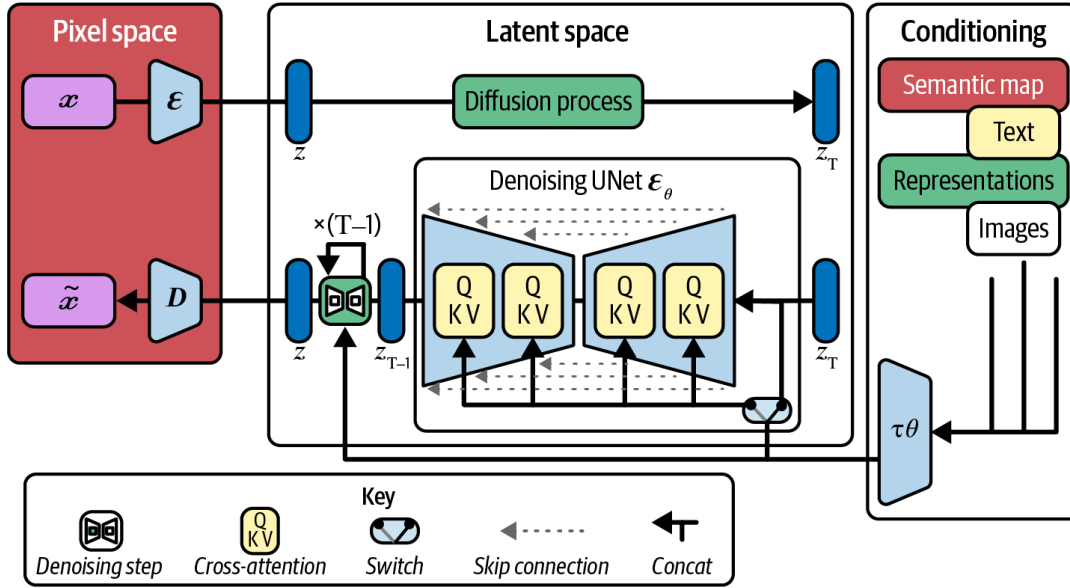 Pixel space
Latent space
Conditioning
x
ε
z
Diffusion process
z_T
Semantic map
Text
Representations
Images
Denoising UNet ε_θ
×(T–1)
x̃
D
z
z_T–1
Q
KV
Q
KV
Q
KV
Q
KV
z_T
τθ
Key
Q
KV
Denoising step
Cross-attention
Switch
Skip connection
Concat